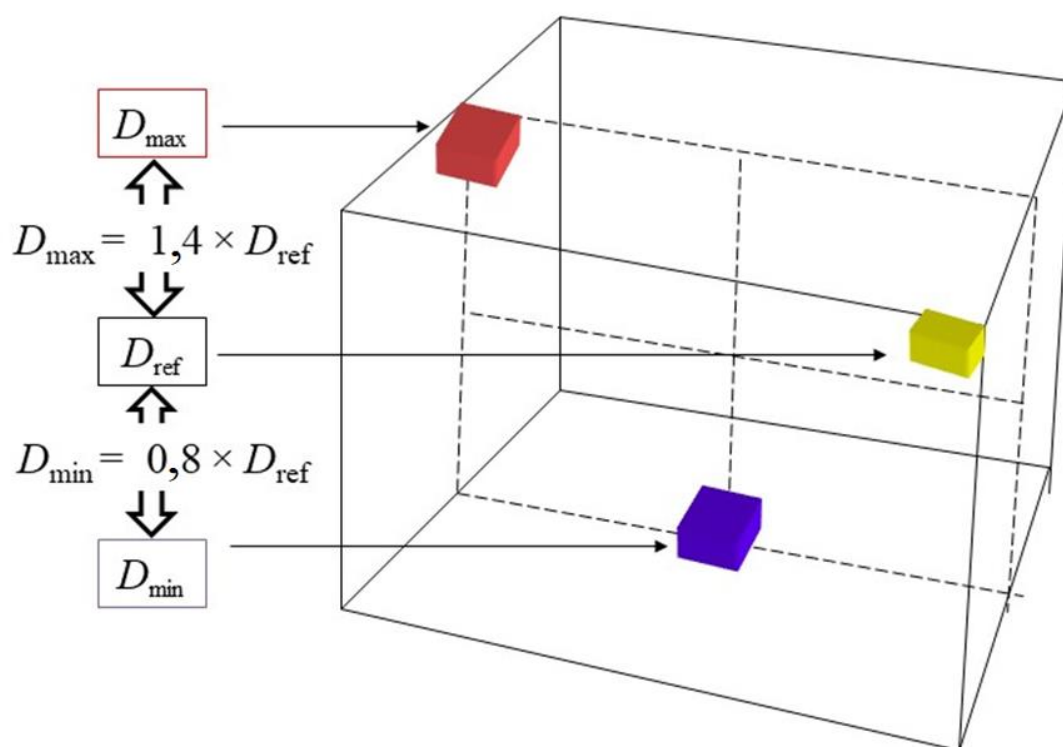 Dmax
Dmax = 1,4 × Dref
Dref
Dmin = 0,8 × Dref
Dmin